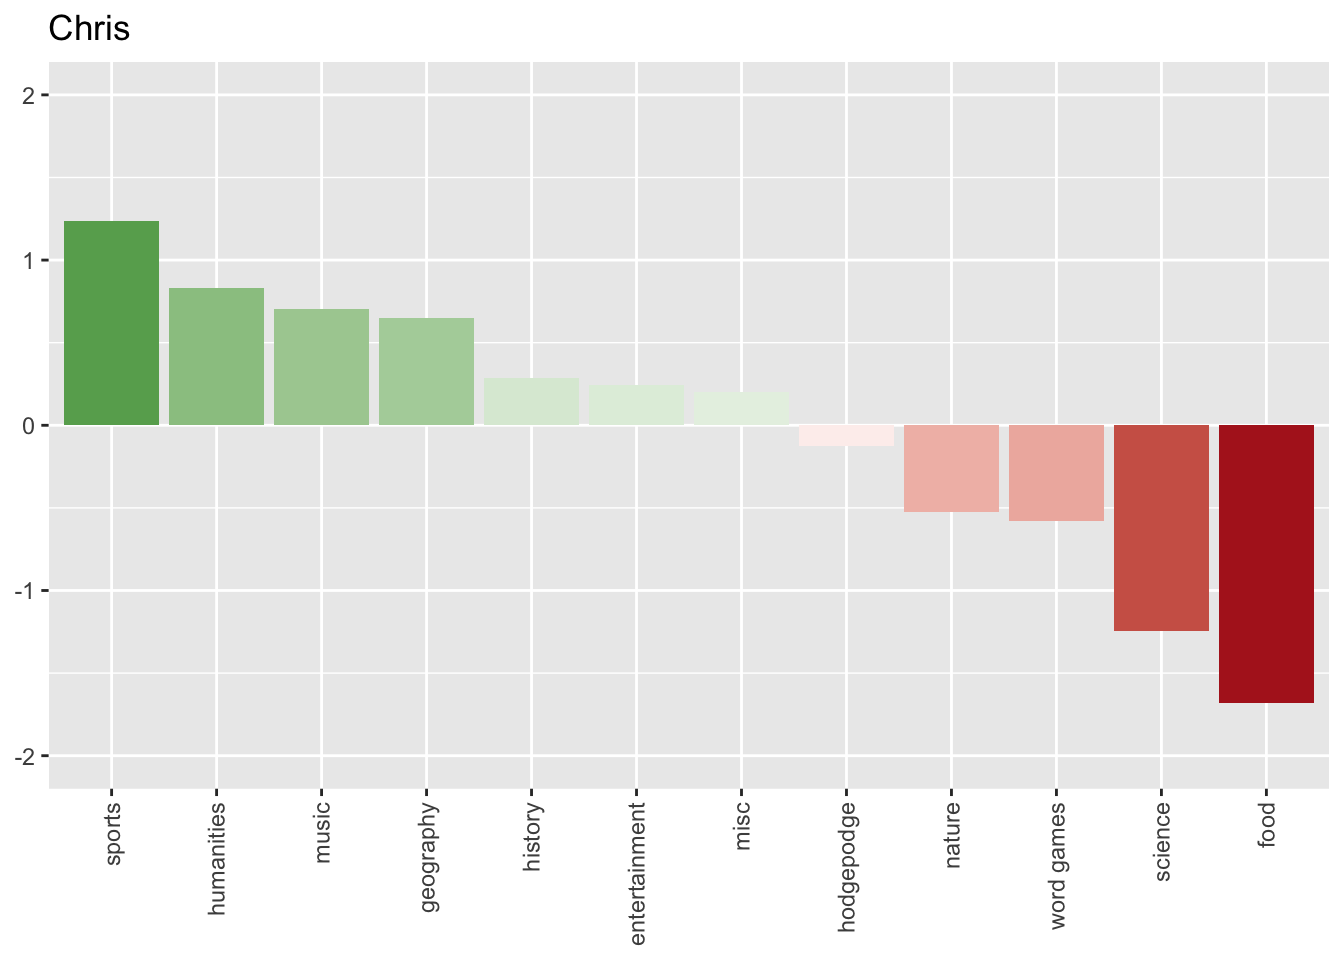 Chris
2
1
0
-1
-2
sports
humanities
music
geography
history
entertainment
misc
hodgepodge
nature
word games
science
food